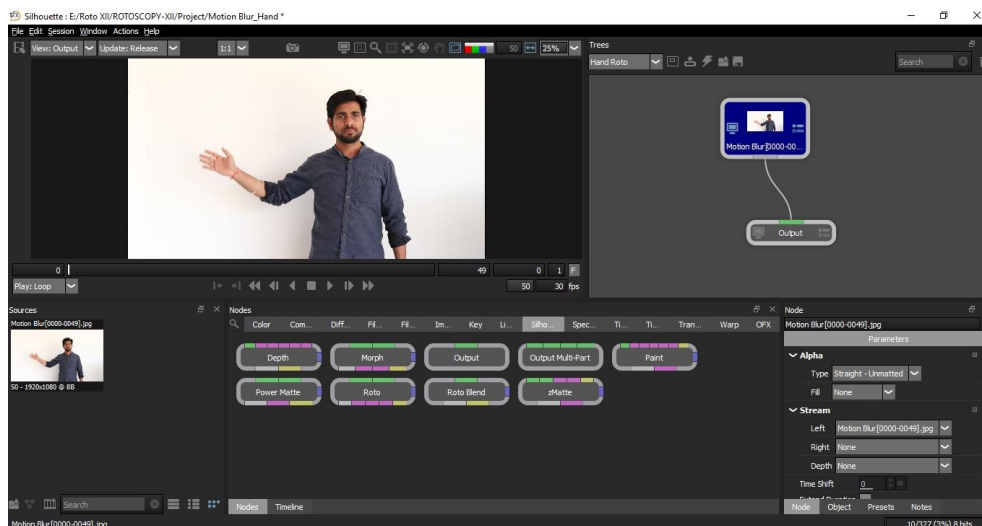 sfx Silhouette : E:/Roto XII/ROTOSCOPY-XII/Project/Motion Blur_Hand *
File Edit Session Window Actions Help
View: Output Update: Release 1:1 50 25%
Trees
Hand Roto Search
Motion Blur[0000-00...
Output
0 49 0 1 F
Play: Loop 50 30 fps
Sources
Motion Blur[0000-0049].jpg
50 - 1920x1080 @ 8B
Search
Nodes
Color Com... Diff... Fil... Fil... Im... Key Li... Silho... Spec... Ti... Ti... Tran... Warp OFX
Depth Morph Output Output Multi-Part Paint
Power Matte Roto Roto Blend zMatte
Nodes Timeline
Node
Motion Blur[0000-0049].jpg
Parameters
Alpha
Type Straight - Unmatted
Fill None
Stream
Left Motion Blur[0000-0049].jpg
Right None
Depth None
Time Shift 0
Extend Duration
Node Object Presets Notes
Motion Blur[0000-0049].jpg 10/327 (3%) 8 bits